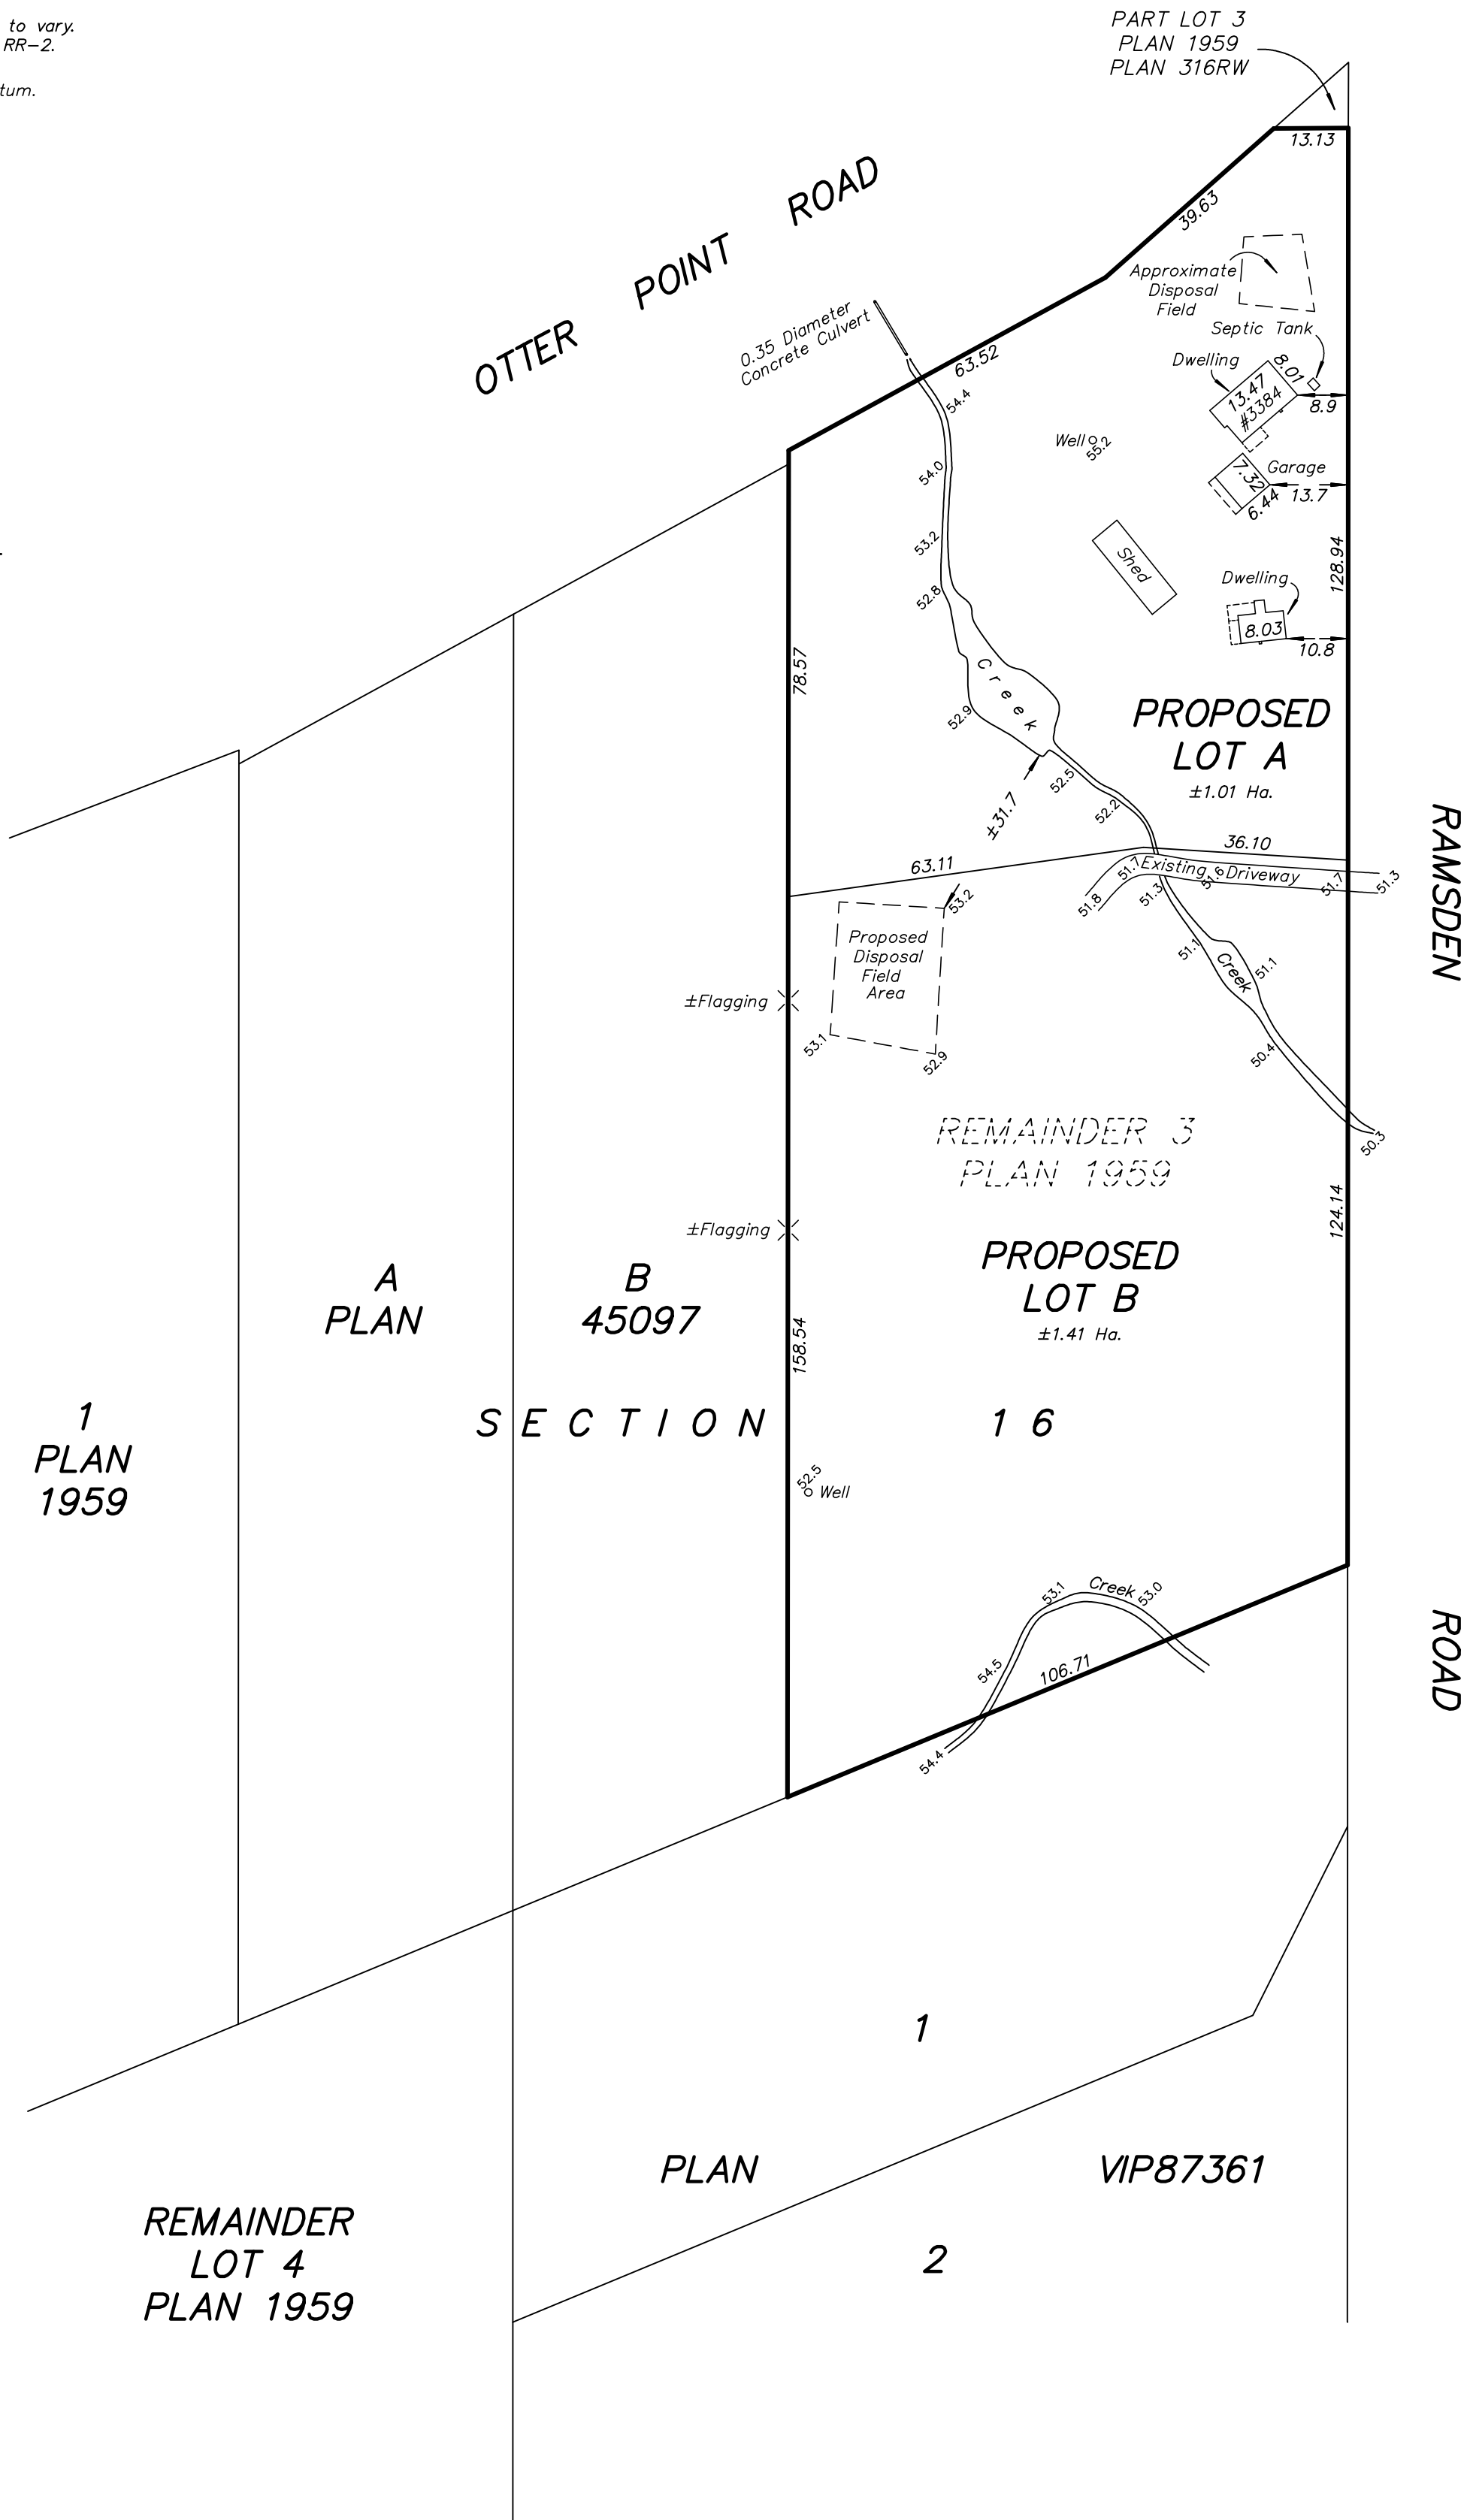 to vary.
RR-2.
tum.
PART LOT 3
PLAN 1959
PLAN 316RW
13.13
39.63
OTTER POINT ROAD
Approximate
Disposal
Field
Septic Tank
0.35 Diameter
Concrete Culvert
63.52
Dwelling
8.01
13.47
#3384
8.9
54.4
Well
55.2
54.0
Garage
7.32
6.44
13.7
53.2
128.94
Shed
52.8
Dwelling
8.03
10.8
78.57
Creek
52.9
PROPOSED
LOT A
±1.01 Ha.
52.5
52.2
±31.7
RAMSDEN
36.10
63.11
51.7
Existing Driveway
51.6
51.7
51.3
51.8
51.3
53.2
Proposed
Disposal
Field
Area
51.1
Creek
51.1
±Flagging
53.1
52.9
50.4
REMAINDER 3
PLAN 1959
50.3
124.14
±Flagging
PROPOSED
LOT B
±1.41 Ha.
A
PLAN
B
45097
158.54
1
PLAN
1959
SECTION 16
52.5
Well
Creek
53.1
53.0
54.5
106.71
54.4
ROAD
1
PLAN VIP87361
REMAINDER
LOT 4
PLAN 1959
2